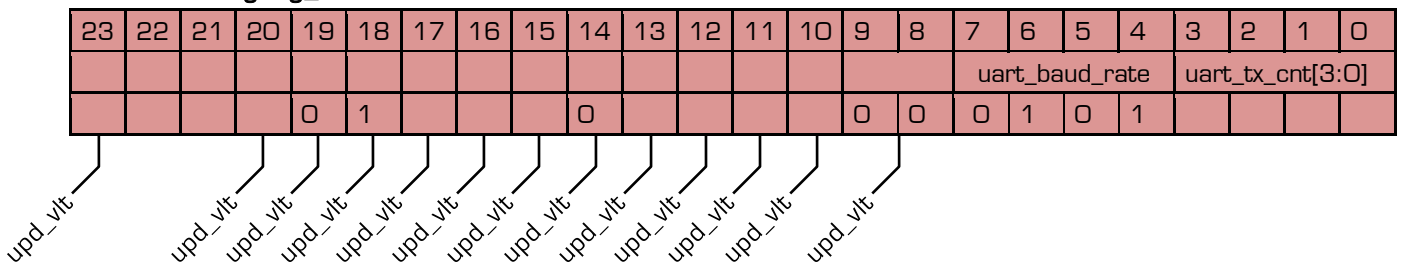 23 22 21 20 19 18 17 16 15 14 13 12 11 10 9 8 7 6 5 4 3 2 1 0
uart_baud_rate uart_tx_cnt[3:0]
0 1 0 0 0 0 1 0 1
upd_vlt upd_vlt upd_vlt upd_vlt upd_vlt upd_vlt upd_vlt upd_vlt upd_vlt upd_vlt upd_vlt upd_vlt upd_vlt